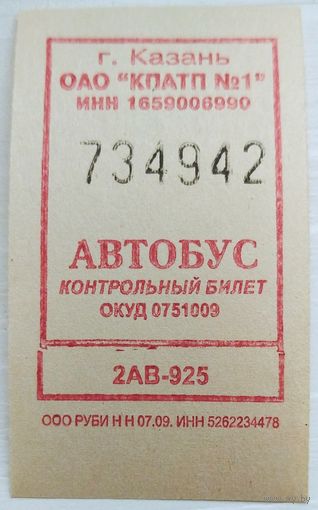 г. Казань
ОАО "КПАТП №1"
ИНН 1659006990
734942
АВТОБУС
КОНТРОЛЬНЫЙ БИЛЕТ
ОКУД 0751009
2АВ-925
ООО РУБИ Н Н 07.09. ИНН 5262234478